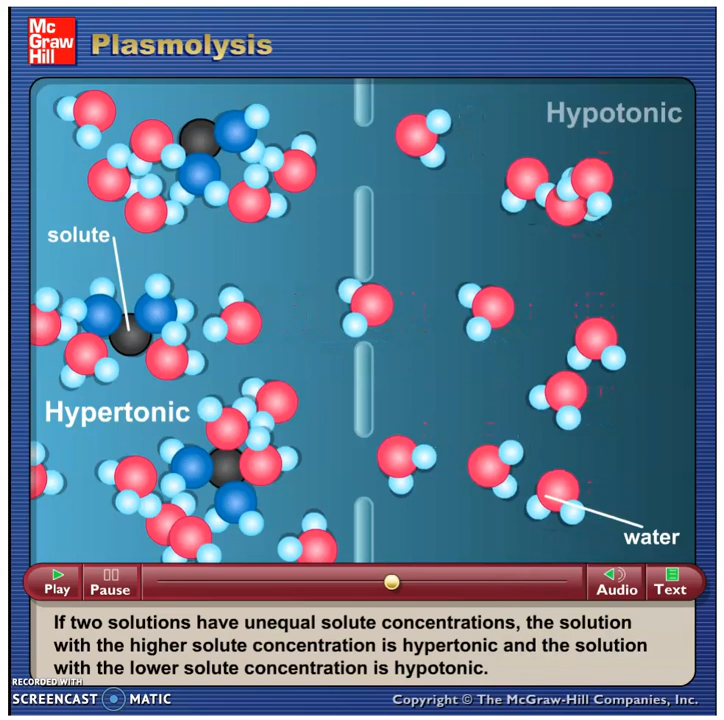 Mc
Graw
Hill
Plasmolysis
Hypotonic
solute
Hypertonic
water
Play
Pause
Audio
Text
If two solutions have unequal solute concentrations, the solution
with the higher solute concentration is hypertonic and the solution
with the lower solute concentration is hypotonic.
RECORDED WITH
SCREENCAST MATIC
Copyright © The McGraw-Hill Companies, Inc.